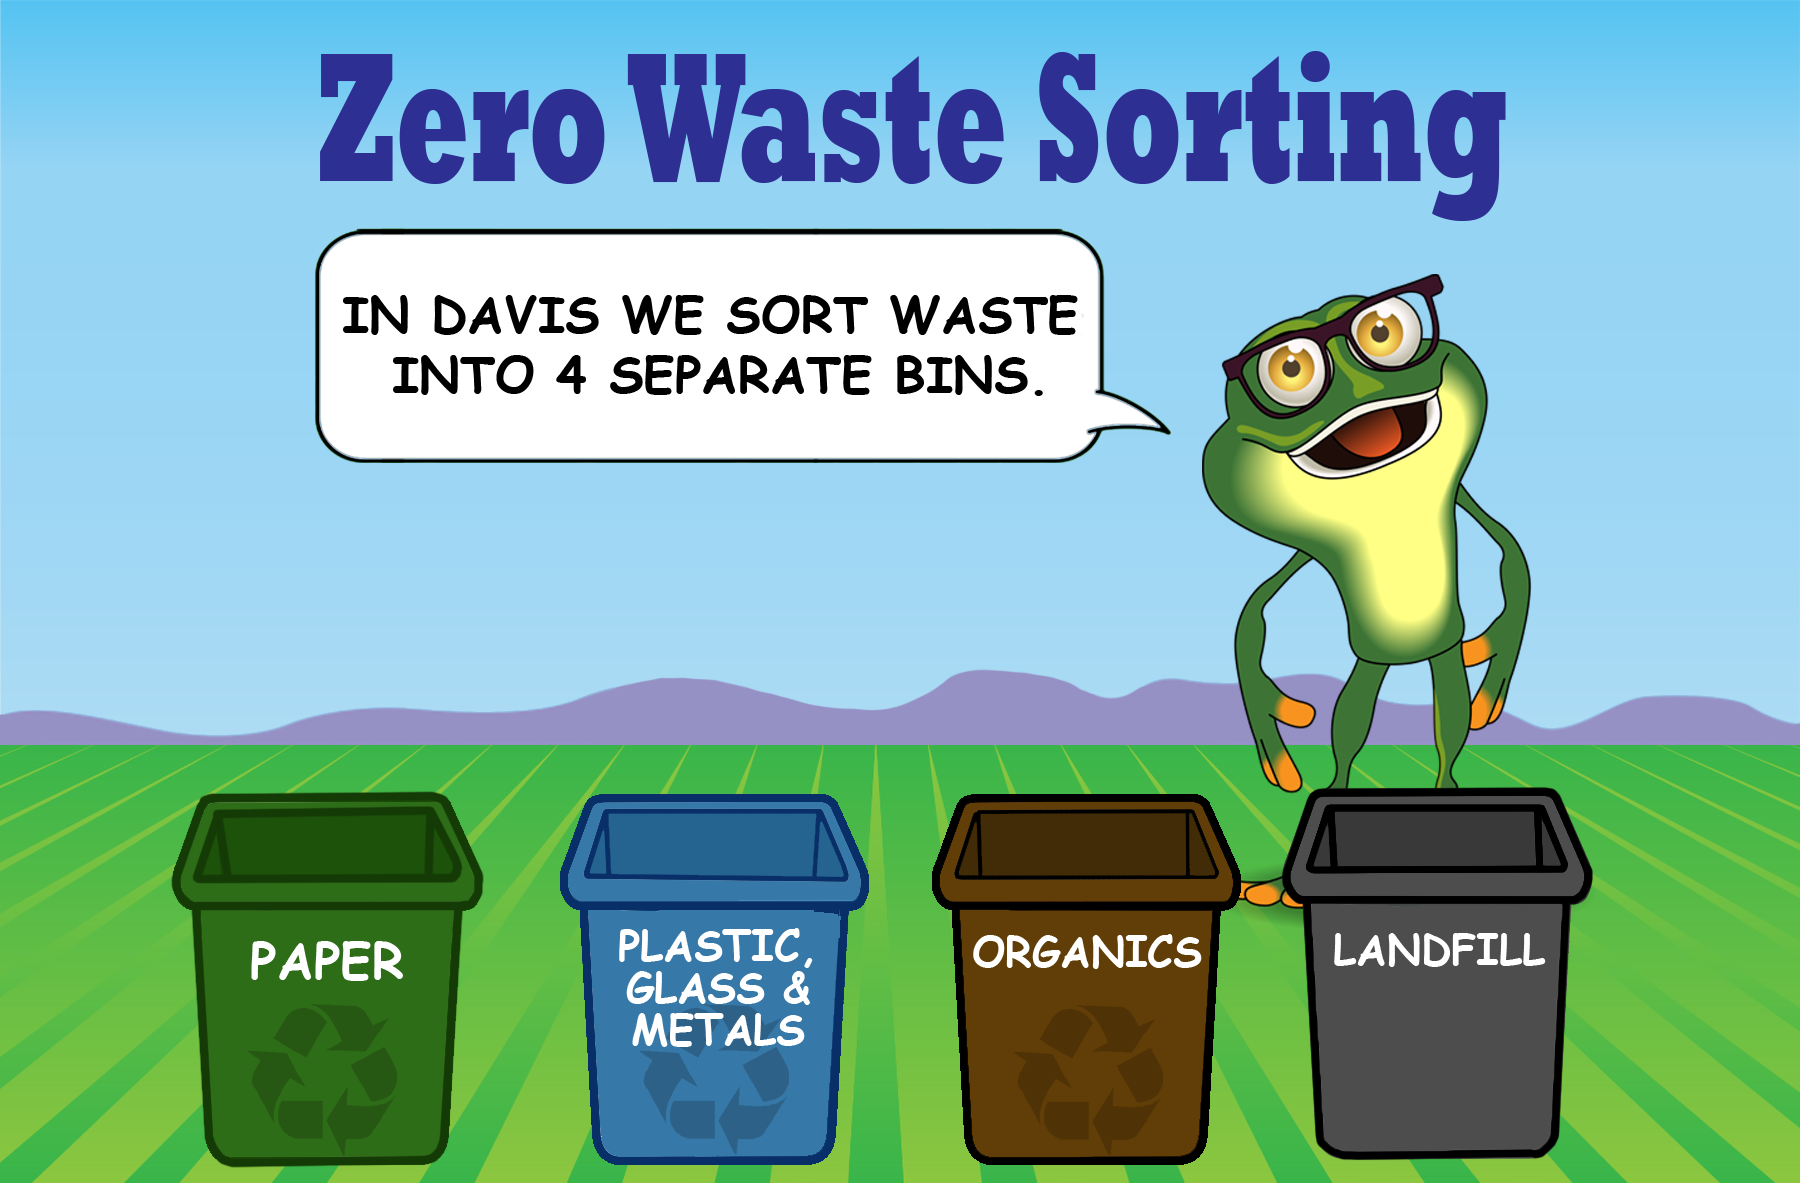 Zero Waste Sorting
IN DAVIS WE SORT WASTE
INTO 4 SEPARATE BINS.
PAPER
PLASTIC,
GLASS &
METALS
ORGANICS
LANDFILL